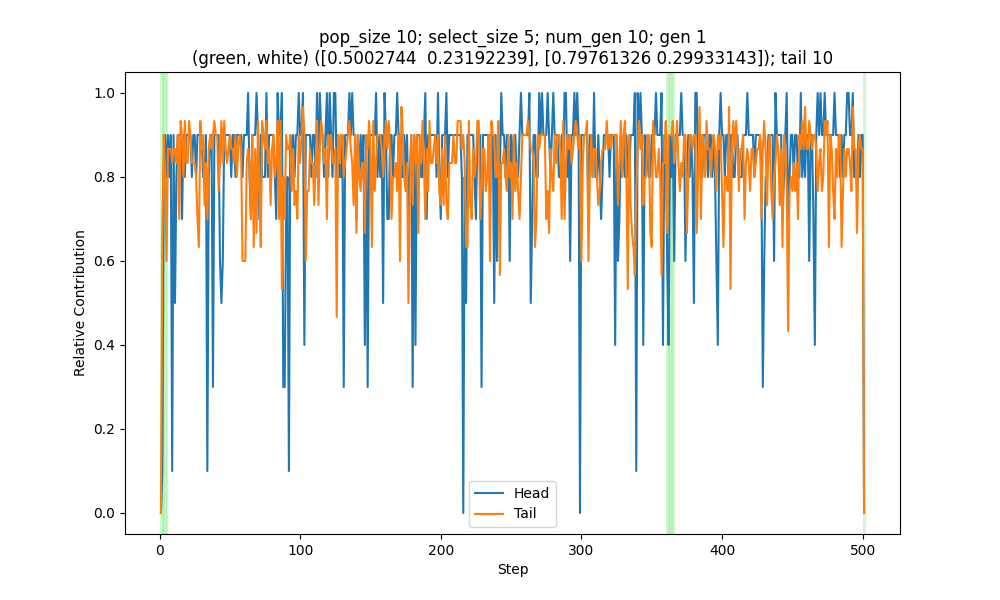 pop_size 10; select_size 5; num_gen 10; gen 1
(green, white) ([0.5002744  0.23192239], [0.79761326 0.29933143]); tail 10
1.0
0.8
0.6
0.4
0.2
0.0
Relative Contribution
Head
Tail
0 100 200 300 400 500
Step